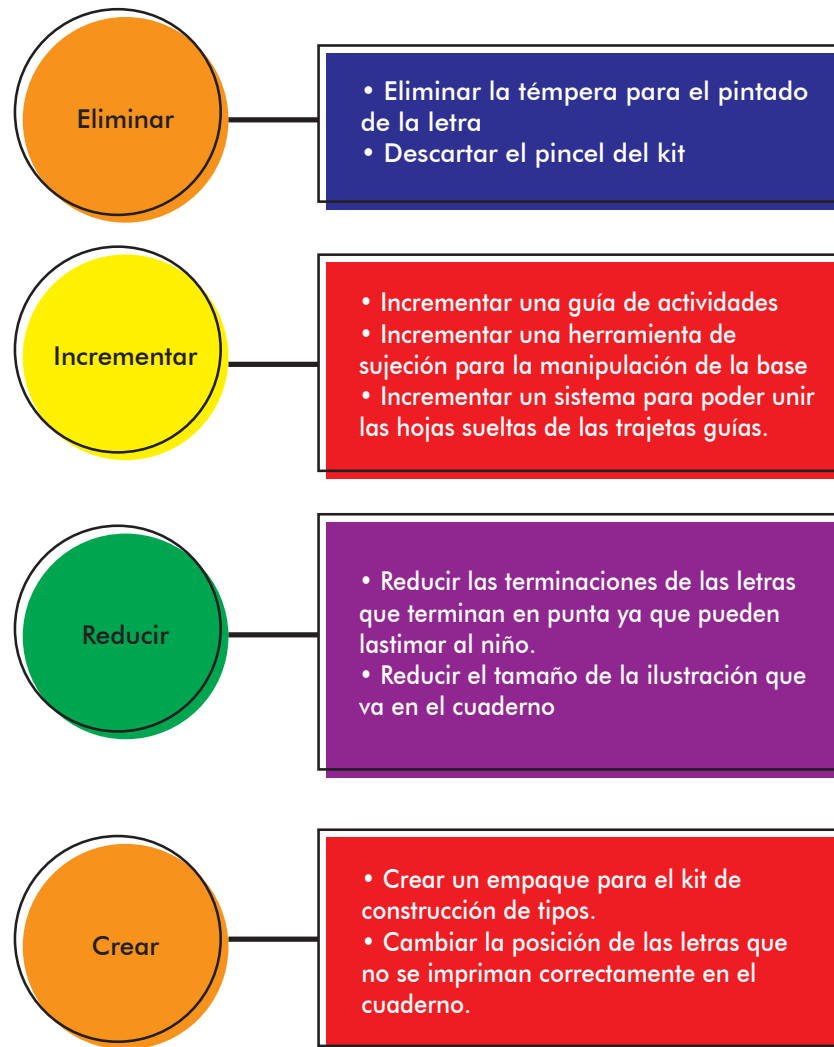 Eliminar
• Eliminar la témpera para el pintado
de la letra
• Descartar el pincel del kit
Incrementar
• Incrementar una guía de actividades
• Incrementar una herramienta de
sujeción para la manipulación de la base
• Incrementar un sistema para poder unir
las hojas sueltas de las trajetas guías.
Reducir
• Reducir las terminaciones de las letras
que terminan en punta ya que pueden
lastimar al niño.
• Reducir el tamaño de la ilustración que
va en el cuaderno
Crear
• Crear un empaque para el kit de
construcción de tipos.
• Cambiar la posición de las letras que
no se impriman correctamente en el
cuaderno.